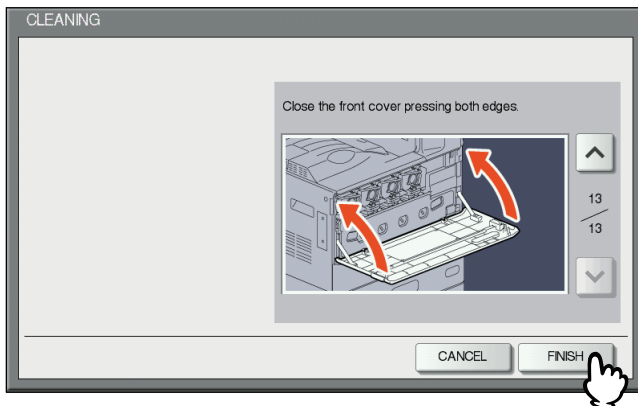 CLEANING
Close the front cover pressing both edges.
13
13
CANCEL
FINISH